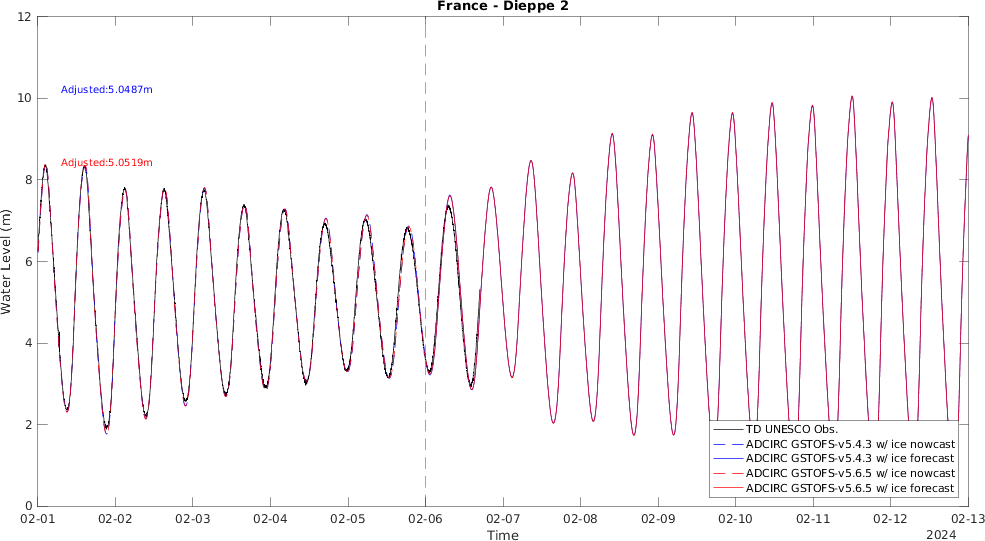 France - Dieppe 2
12
10
8
6
4
2
0
Water Level (m)
Adjusted:5.0487m
Adjusted:5.0519m
TD UNESCO Obs.
ADCIRC GSTOFS-v5.4.3 w/ ice nowcast
ADCIRC GSTOFS-v5.4.3 w/ ice forecast
ADCIRC GSTOFS-v5.6.5 w/ ice nowcast
ADCIRC GSTOFS-v5.6.5 w/ ice forecast
02-01 02-02 02-03 02-04 02-05 02-06 02-07 02-08 02-09 02-10 02-11 02-12 02-13
Time
2024